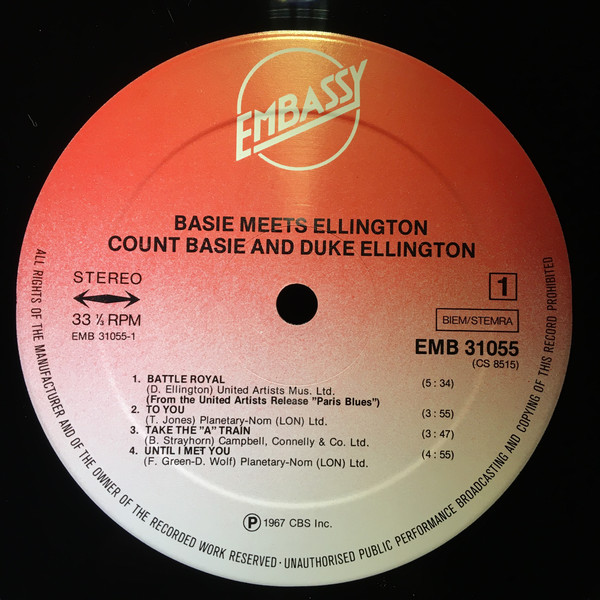 EMBASSY
BASIE MEETS ELLINGTON
COUNT BASIE AND DUKE ELLINGTON
STEREO
33 ⅓ RPM
EMB 31055-1
1
BIEM/STEMRA
EMB 31055
(CS 8515)
1. BATTLE ROYAL (5:34)
(D. Ellington) United Artists Mus. Ltd.
(From the United Artists Release "Paris Blues")
2. TO YOU (3:55)
(T. Jones) Planetary-Nom (LON) Ltd.
3. TAKE THE "A" TRAIN (3:47)
(B. Strayhorn) Campbell, Connelly & Co. Ltd.
4. UNTIL I MET YOU (4:55)
(F. Green-D. Wolf) Planetary-Nom (LON) Ltd.
Ⓟ 1967 CBS Inc.
ALL RIGHTS OF THE MANUFACTURER AND OF THE OWNER OF THE RECORDED WORK RESERVED · UNAUTHORISED PUBLIC PERFORMANCE BROADCASTING AND COPYING OF THIS RECORD PROHIBITED